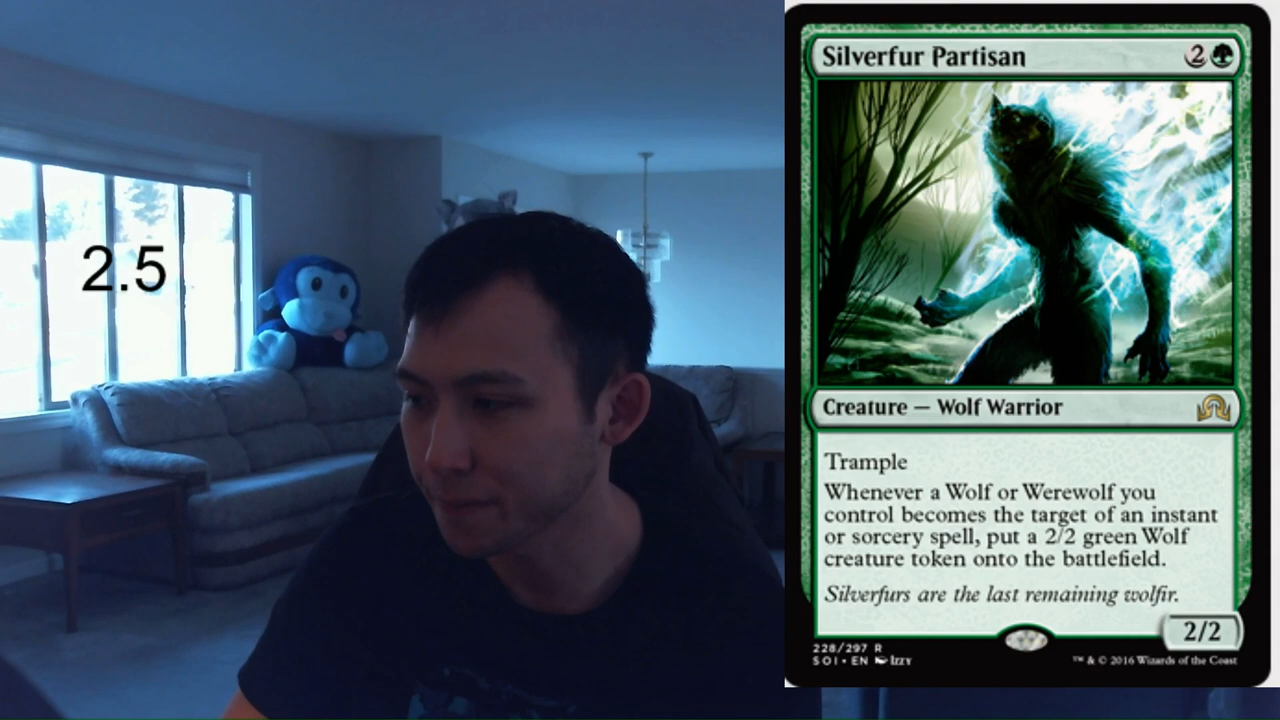 2.5
Silverfur Partisan 2
Creature — Wolf Warrior
Trample
Whenever a Wolf or Werewolf you
control becomes the target of an instant
or sorcery spell, put a 2/2 green Wolf
creature token onto the battlefield.
Silverfurs are the last remaining wolfir.
2/2
228/297 R
SOI • EN Izzy
™ & © 2016 Wizards of the Coast